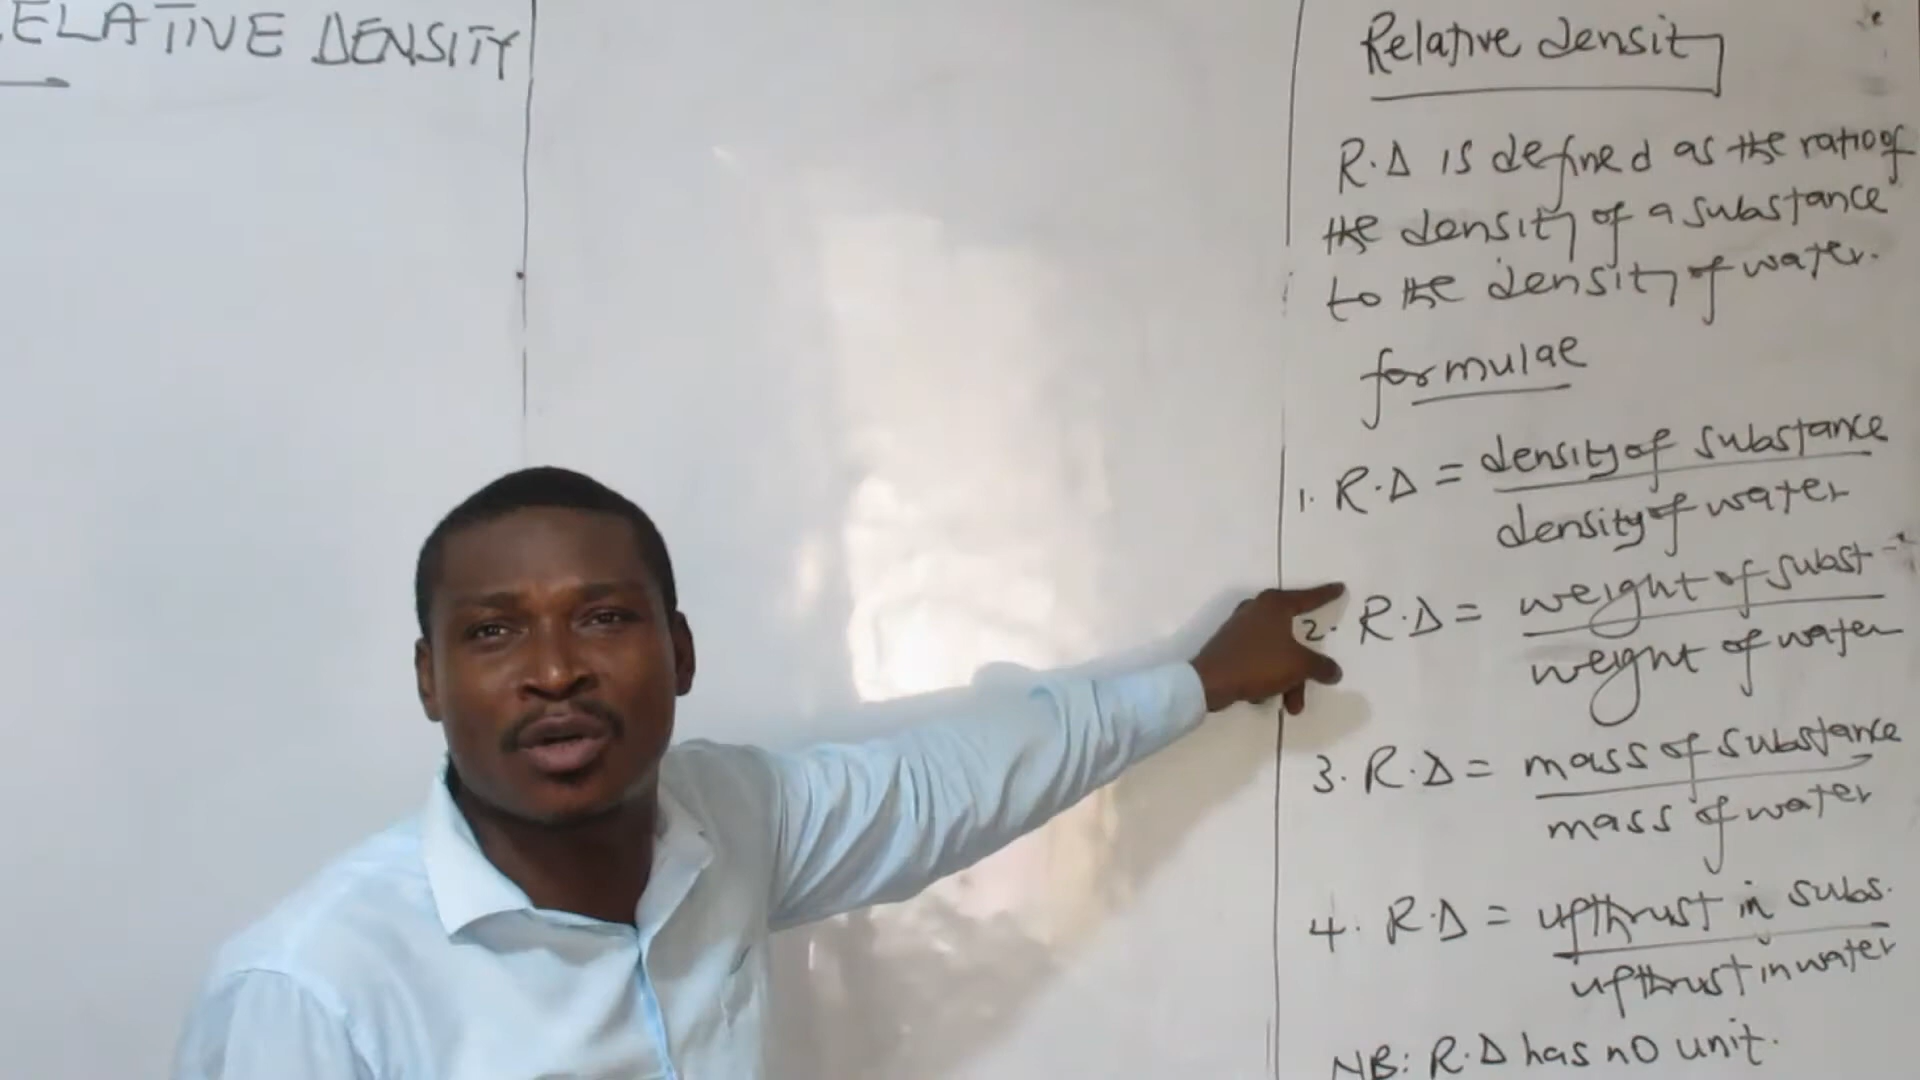 ELATIVE DENSITY
Relative density
R.D is defined as the ratio of
the density of a substance
to the density of water.
formulae
1. R.D = density of substance
density of water
2. R.D = weight of subst
weight of water
3. R.D = mass of substance
mass of water
4. R.D = upthrust in subs.
upthrust in water
NB: R.D has no unit.